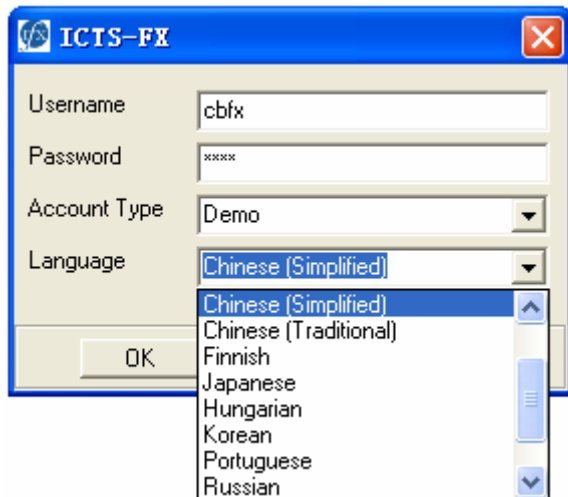 ICTS-FX
Username cbfx
Password ****
Account Type Demo
Language Chinese (Simplified)
Chinese (Simplified)
Chinese (Traditional)
Finnish
OK
Japanese
Hungarian
Korean
Portuguese
Russian